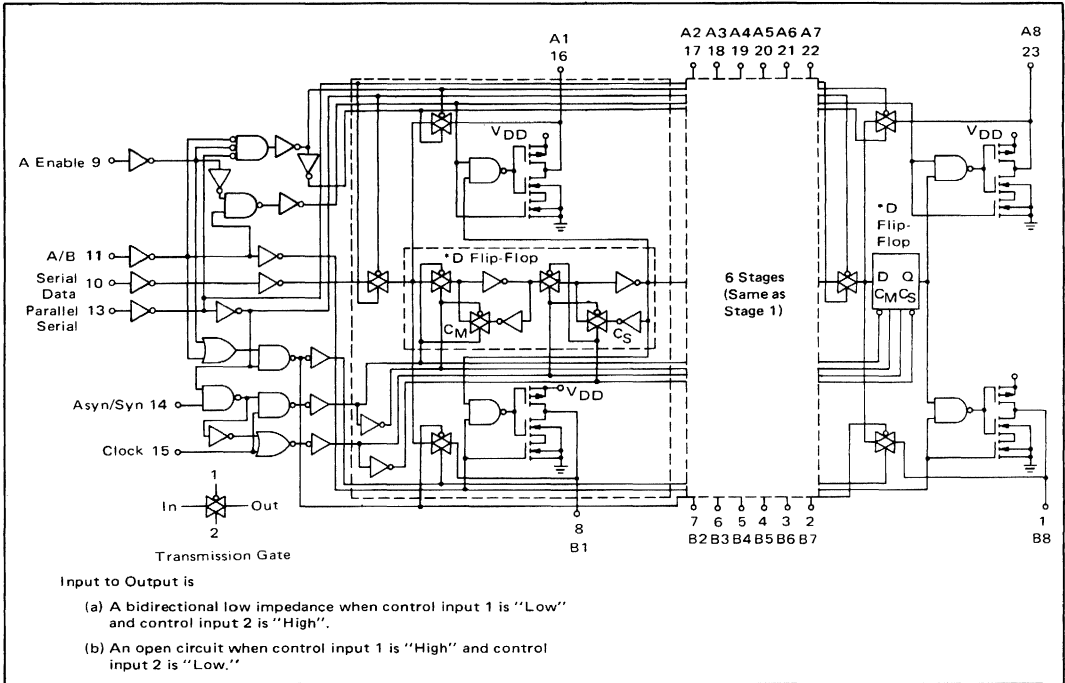 A1
16
A2 A3 A4 A5 A6 A7
17 18 19 20 21 22
A8
23
VDD
VDD
A Enable 9
*D
Flip-
Flop
A/B 11
Serial 10
Data
Parallel 13
Serial
*D Flip-Flop
CM
CS
6 Stages
(Same as
Stage 1)
D Q
CM CS
Asyn/Syn 14
Clock 15
VDD
1
In
Out
2
Transmission Gate
8
B1
7 6 5 4 3 2
B2 B3 B4 B5 B6 B7
1
B8
Input to Output is
(a) A bidirectional low impedance when control input 1 is "Low"
and control input 2 is "High".
(b) An open circuit when control input 1 is "High" and control
input 2 is "Low."